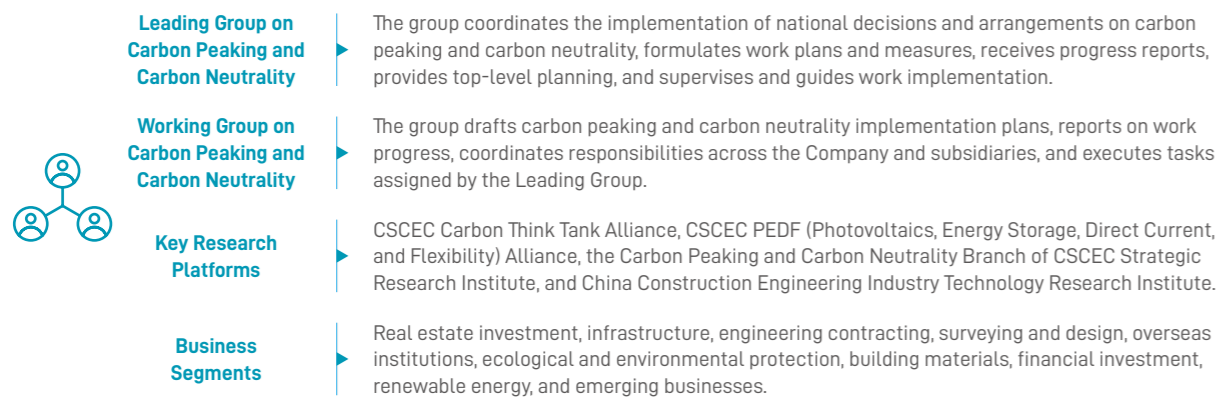 Leading Group on
Carbon Peaking and
Carbon Neutrality
The group coordinates the implementation of national decisions and arrangements on carbon
peaking and carbon neutrality, formulates work plans and measures, receives progress reports,
provides top-level planning, and supervises and guides work implementation.
Working Group on
Carbon Peaking and
Carbon Neutrality
The group drafts carbon peaking and carbon neutrality implementation plans, reports on work
progress, coordinates responsibilities across the Company and subsidiaries, and executes tasks
assigned by the Leading Group.
Key Research
Platforms
CSCEC Carbon Think Tank Alliance, CSCEC PEDF (Photovoltaics, Energy Storage, Direct Current,
and Flexibility) Alliance, the Carbon Peaking and Carbon Neutrality Branch of CSCEC Strategic
Research Institute, and China Construction Engineering Industry Technology Research Institute.
Business
Segments
Real estate investment, infrastructure, engineering contracting, surveying and design, overseas
institutions, ecological and environmental protection, building materials, financial investment,
renewable energy, and emerging businesses.